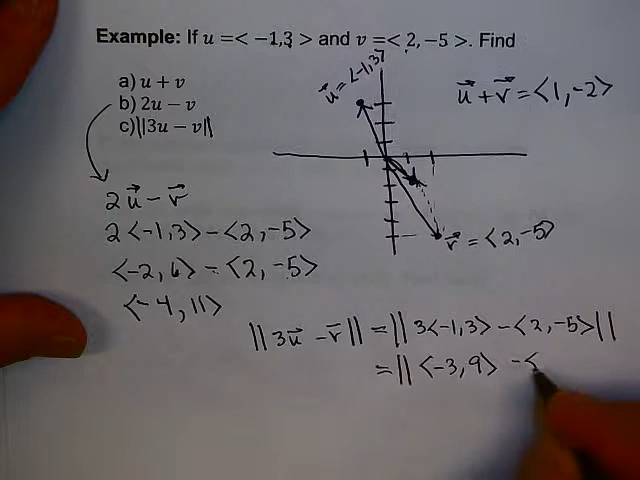 Example: If u =< −1,3 > and v =< 2, −5 >. Find
a) u + v
b) 2u − v
c) ||3u − v||
u⃗ = <-1,3>
u⃗ + v⃗ = <1, -2>
v⃗ = <2, -5>
2u⃗ - v⃗
2<-1,3> - <2, -5>
<-2, 6> - <2, -5>
<-4, 11>
||3u⃗ - v⃗|| = || 3<-1,3> - <2, -5>||
= || <-3, 9> - <